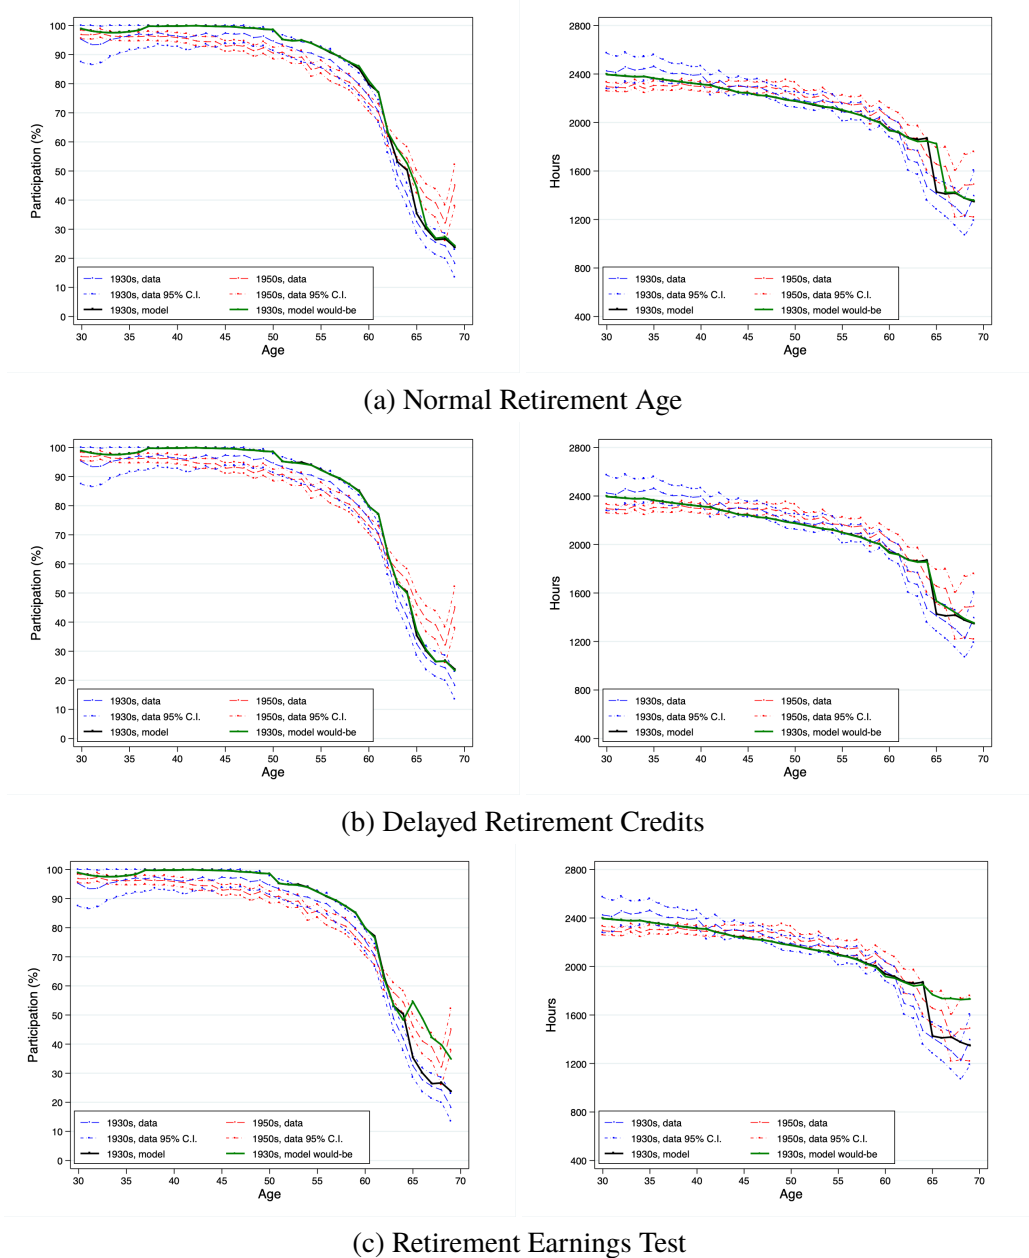 100
90
80
70
60
50
40
30
20
10
0
Participation (%)
1930s, data
1950s, data
1930s, data 95% C.I.
1950s, data 95% C.I.
1930s, model
1930s, model would-be
30 35 40 45 50 55 60 65 70
Age
2800
2400
2000
1600
1200
800
400
Hours
1930s, data
1950s, data
1930s, data 95% C.I.
1950s, data 95% C.I.
1930s, model
1930s, model would-be
30 35 40 45 50 55 60 65 70
Age
(a) Normal Retirement Age
100
90
80
70
60
50
40
30
20
10
0
Participation (%)
1930s, data
1950s, data
1930s, data 95% C.I.
1950s, data 95% C.I.
1930s, model
1930s, model would-be
30 35 40 45 50 55 60 65 70
Age
2800
2400
2000
1600
1200
800
400
Hours
1930s, data
1950s, data
1930s, data 95% C.I.
1950s, data 95% C.I.
1930s, model
1930s, model would-be
30 35 40 45 50 55 60 65 70
Age
(b) Delayed Retirement Credits
100
90
80
70
60
50
40
30
20
10
0
Participation (%)
1930s, data
1950s, data
1930s, data 95% C.I.
1950s, data 95% C.I.
1930s, model
1930s, model would-be
30 35 40 45 50 55 60 65 70
Age
2800
2400
2000
1600
1200
800
400
Hours
1930s, data
1950s, data
1930s, data 95% C.I.
1950s, data 95% C.I.
1930s, model
1930s, model would-be
30 35 40 45 50 55 60 65 70
Age
(c) Retirement Earnings Test